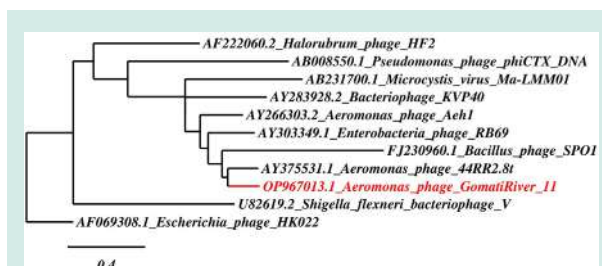 AF222060.2_Halorubrum_phage_HF2
AB008550.1_Pseudomonas_phage_phiCTX_DNA
AB231700.1_Microcystis_virus_Ma-LMM01
AY283928.2_Bacteriophage_KVP40
AY266303.2_Aeromonas_phage_Aeh1
AY303349.1_Enterobacteria_phage_RB69
FJ230960.1_Bacillus_phage_SPO1
AY375531.1_Aeromonas_phage_44RR2.8t
OP967013.1_Aeromonas_phage_GomatiRiver_11
U82619.2_Shigella_flexneri_bacteriophage_V
AF069308.1_Escherichia_phage_HK022
0.4